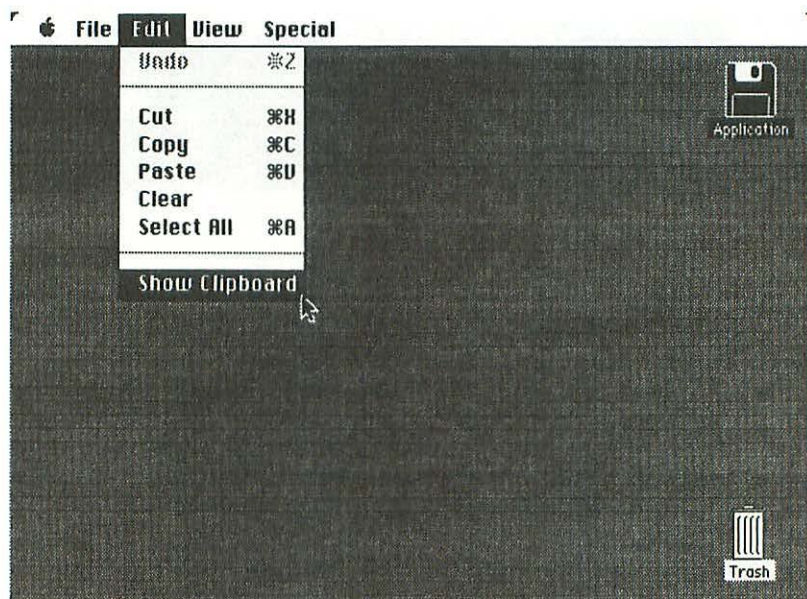 File Edit View Special
Undo ⌘Z
Cut ⌘X
Copy ⌘C
Paste ⌘V
Clear
Select All ⌘A
Show Clipboard
Application
Trash